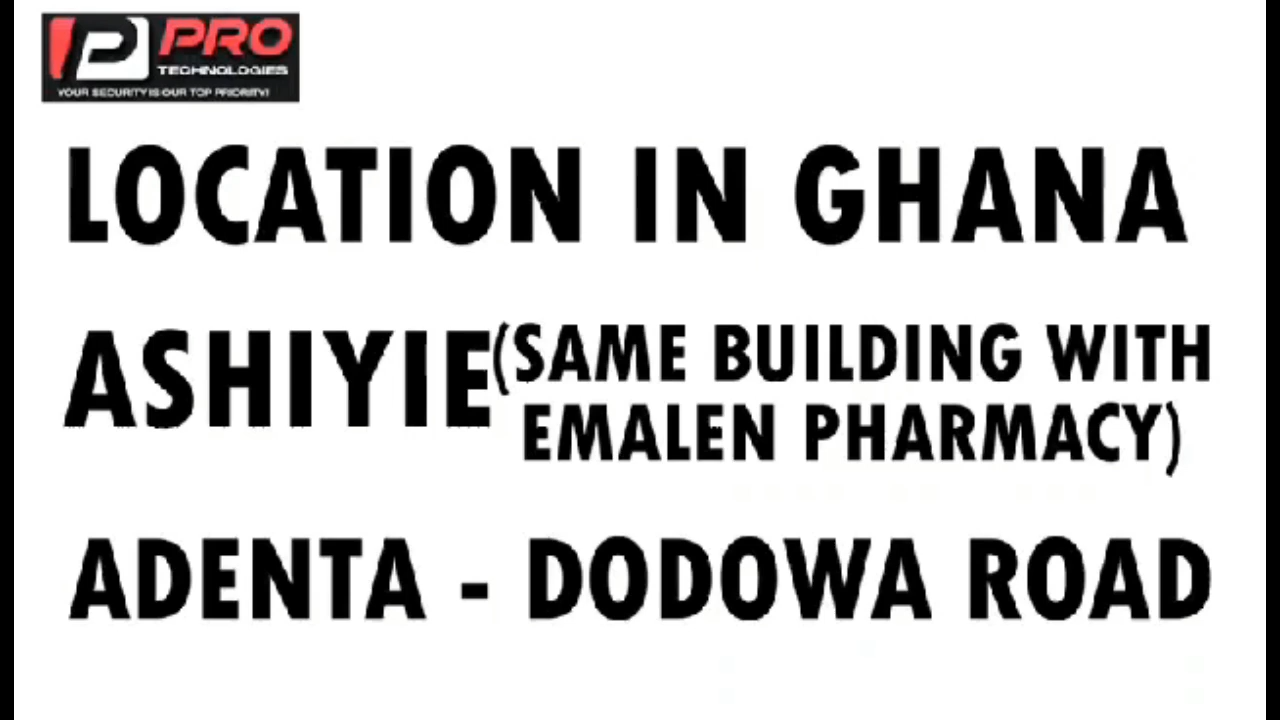 PRO
TECHNOLOGIES
YOUR SECURITY IS OUR TOP PRIORITY!
LOCATION IN GHANA
ASHIYIE (SAME BUILDING WITH
EMALEN PHARMACY)
ADENTA - DODOWA ROAD